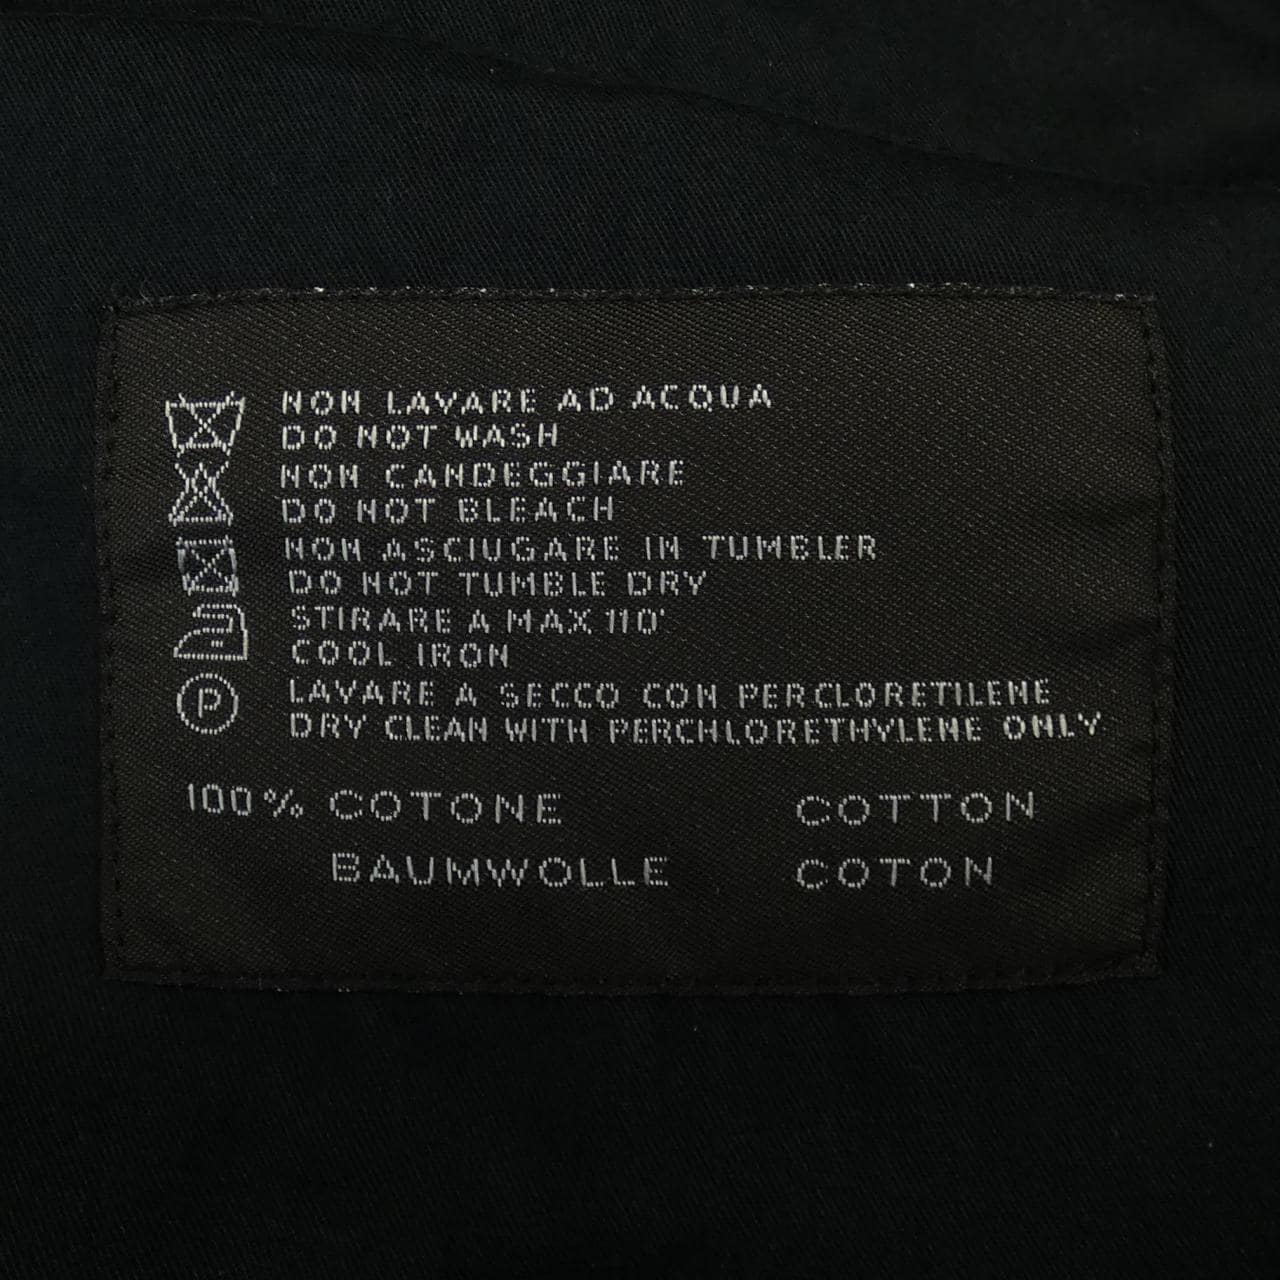 NON LAVARE AD ACQUA
DO NOT WASH
NON CANDEGGIARE
DO NOT BLEACH
NON ASCIUGARE IN TUMBLER
DO NOT TUMBLE DRY
STIRARE A MAX 110°
COOL IRON
P LAVARE A SECCO CON PERCLORETILENE
DRY CLEAN WITH PERCHLORETHYLENE ONLY
100% COTONE COTTON
BAUMWOLLE COTON